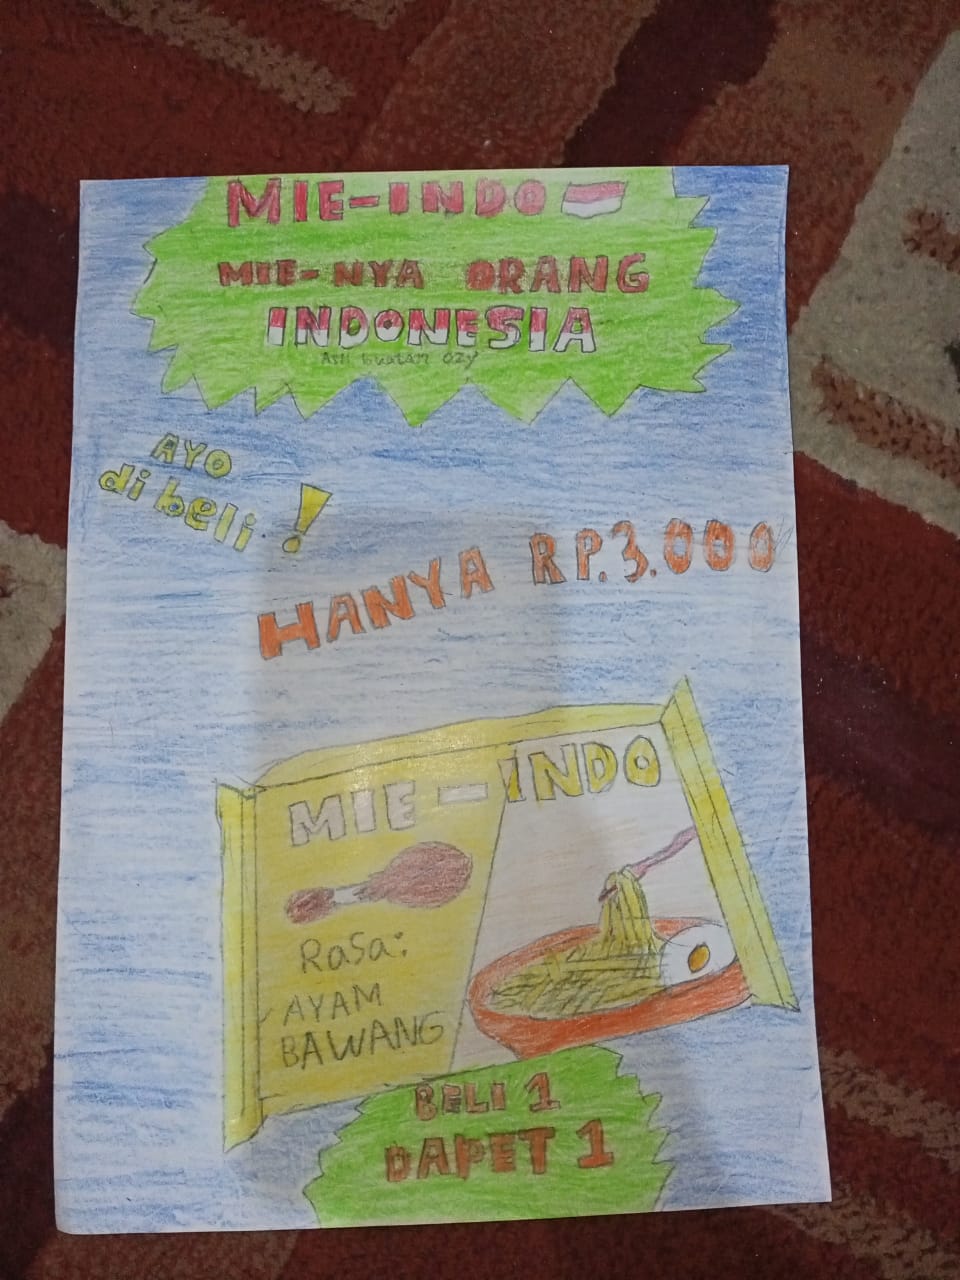 MIE-INDO
MIE-NYA ORANG
INDONESIA
Asli buatan Ozy
AYO
di beli !
HANYA RP.3.000
MIE-INDO
Rasa:
AYAM
BAWANG
BELI 1
DAPET 1